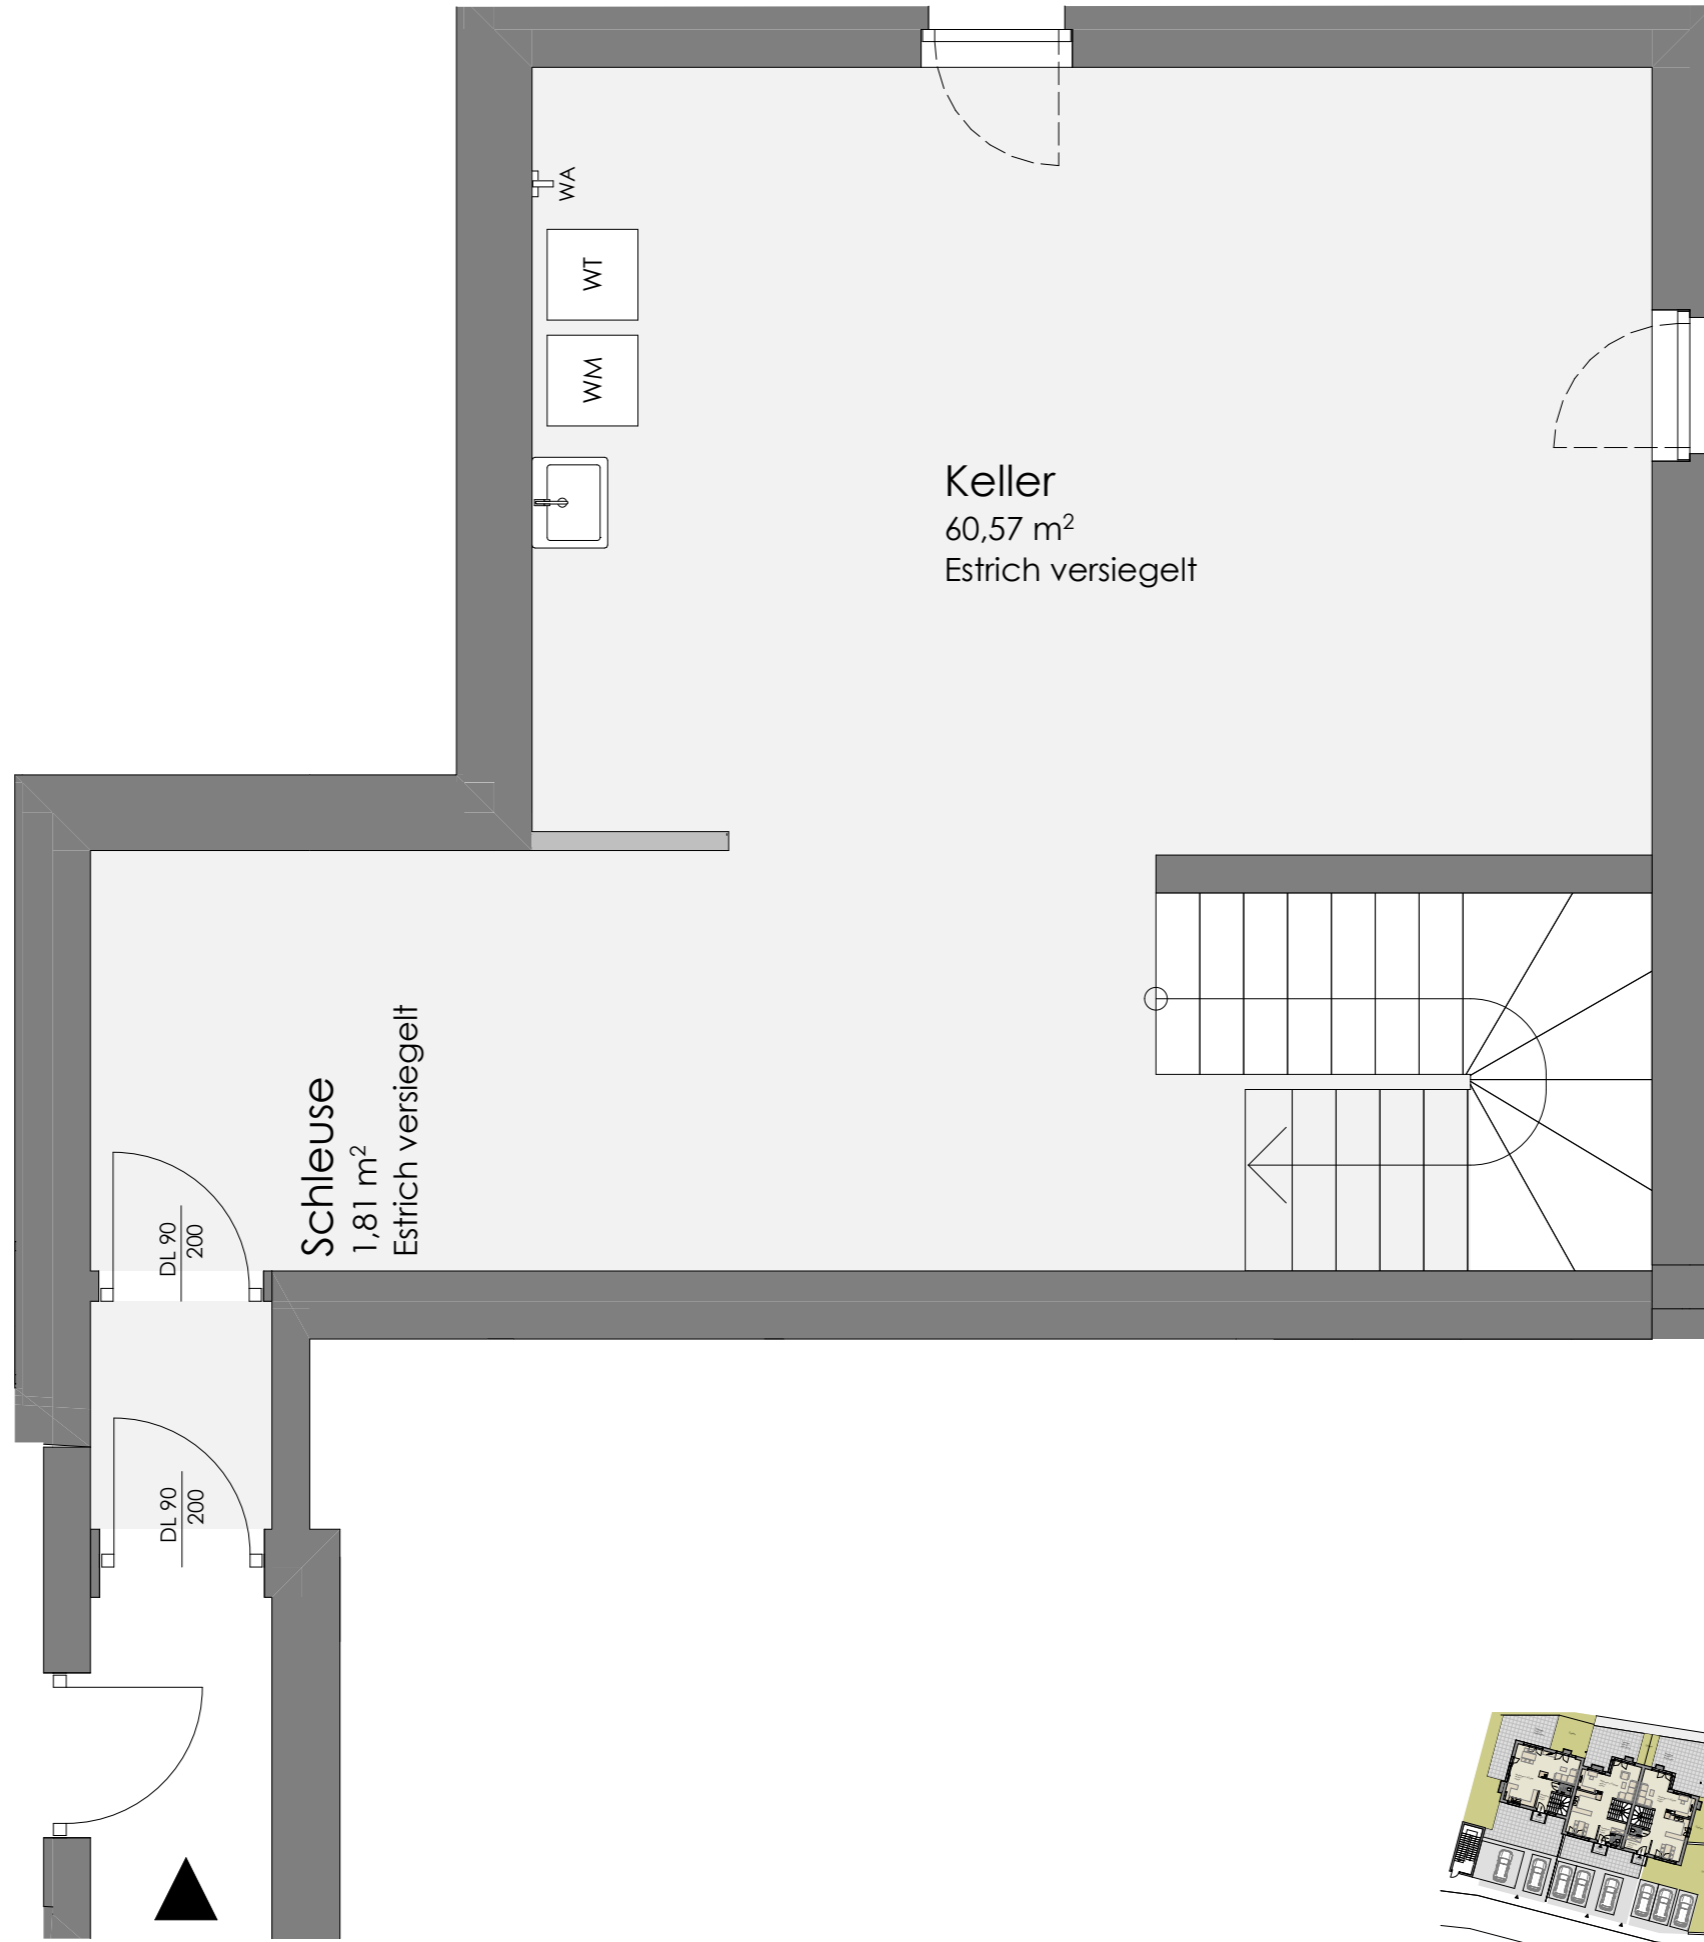 WA
WT
WM
Keller
60,57 m²
Estrich versiegelt
Schleuse
1,81 m²
Estrich versiegelt
DL 90
200
DL 90
200